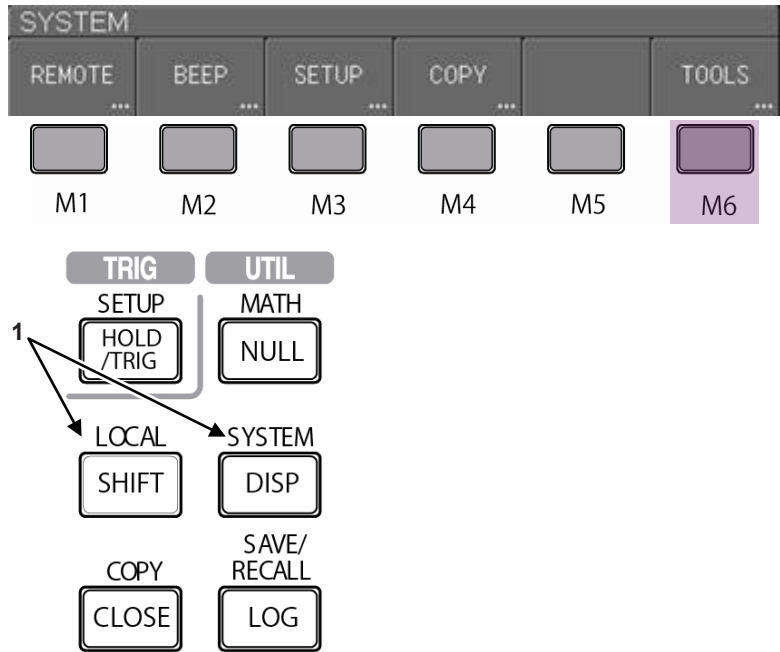 SYSTEM
REMOTE BEEP SETUP COPY TOOLS
... ... ... ... ...
M1 M2 M3 M4 M5 M6
TRIG UTIL
SETUP MATH
1
HOLD
/TRIG
NULL
LOCAL SYSTEM
SHIFT DISP
COPY
SAVE/
RECALL
CLOSE LOG